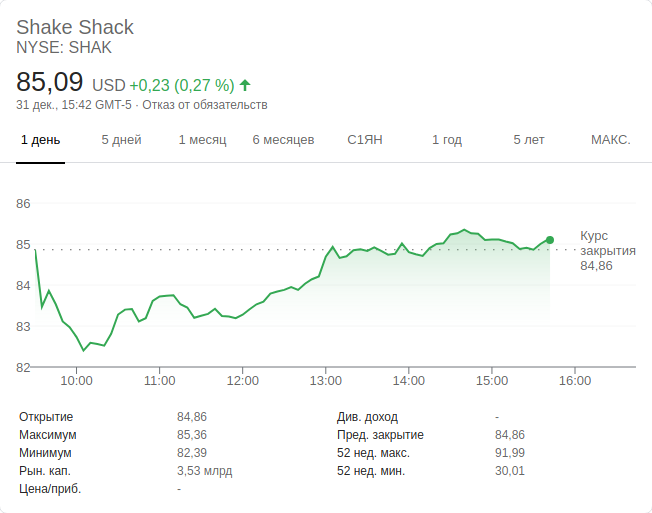 Shake Shack
NYSE: SHAK
85,09 USD +0,23 (0,27 %)
31 дек., 15:42 GMT-5 · Отказ от обязательств
1 день 5 дней 1 месяц 6 месяцев С1ЯН 1 год 5 лет МАКС.
86
85
84
83
82
Курс
закрытия
84,86
10:00 11:00 12:00 13:00 14:00 15:00 16:00
Открытие 84,86
Максимум 85,36
Минимум 82,39
Рын. кап. 3,53 млрд
Цена/приб. -
Див. доход -
Пред. закрытие 84,86
52 нед. макс. 91,99
52 нед. мин. 30,01